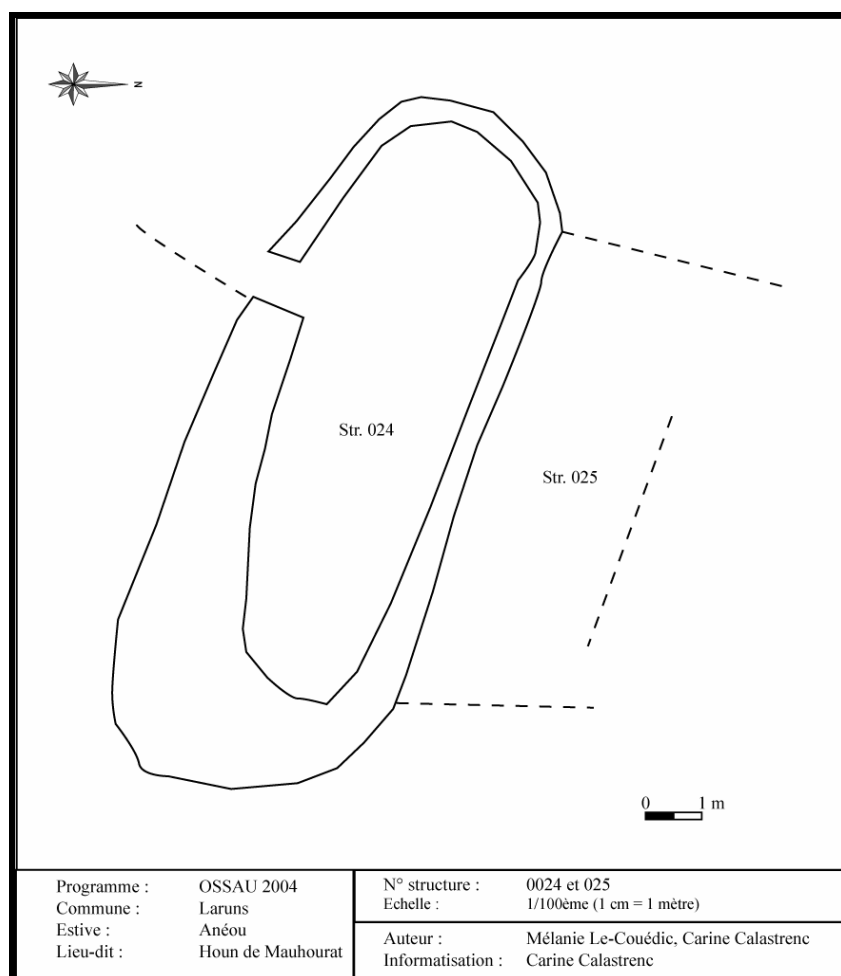 N
Str. 024
Str. 025
0 1 m
Programme : OSSAU 2004
Commune : Laruns
Estive : Anéou
Lieu-dit : Houn de Mauhourat
N° structure : 0024 et 025
Echelle : 1/100ème (1 cm = 1 mètre)
Auteur : Mélanie Le-Couédic, Carine Calastrenc
Informatisation : Carine Calastrenc